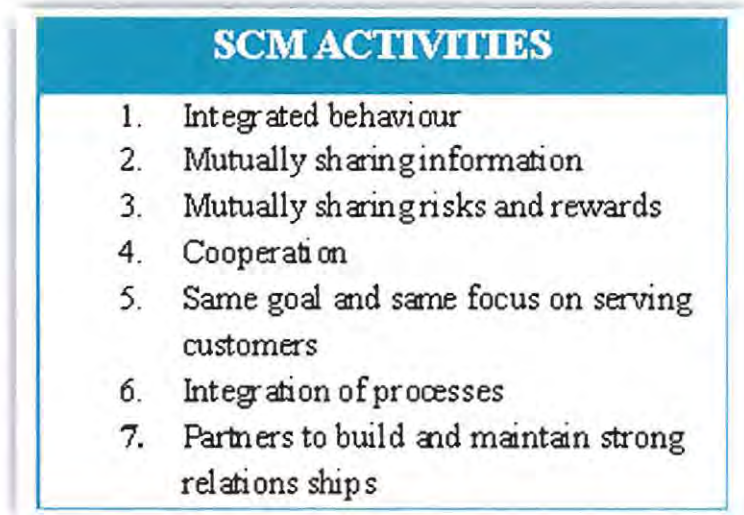 SCM ACTIVITIES
1. Integrated behaviour
2. Mutually sharing information
3. Mutually sharing risks and rewards
4. Cooperation
5. Same goal and same focus on serving
customers
6. Integration of processes
7. Partners to build and maintain strong
relations ships